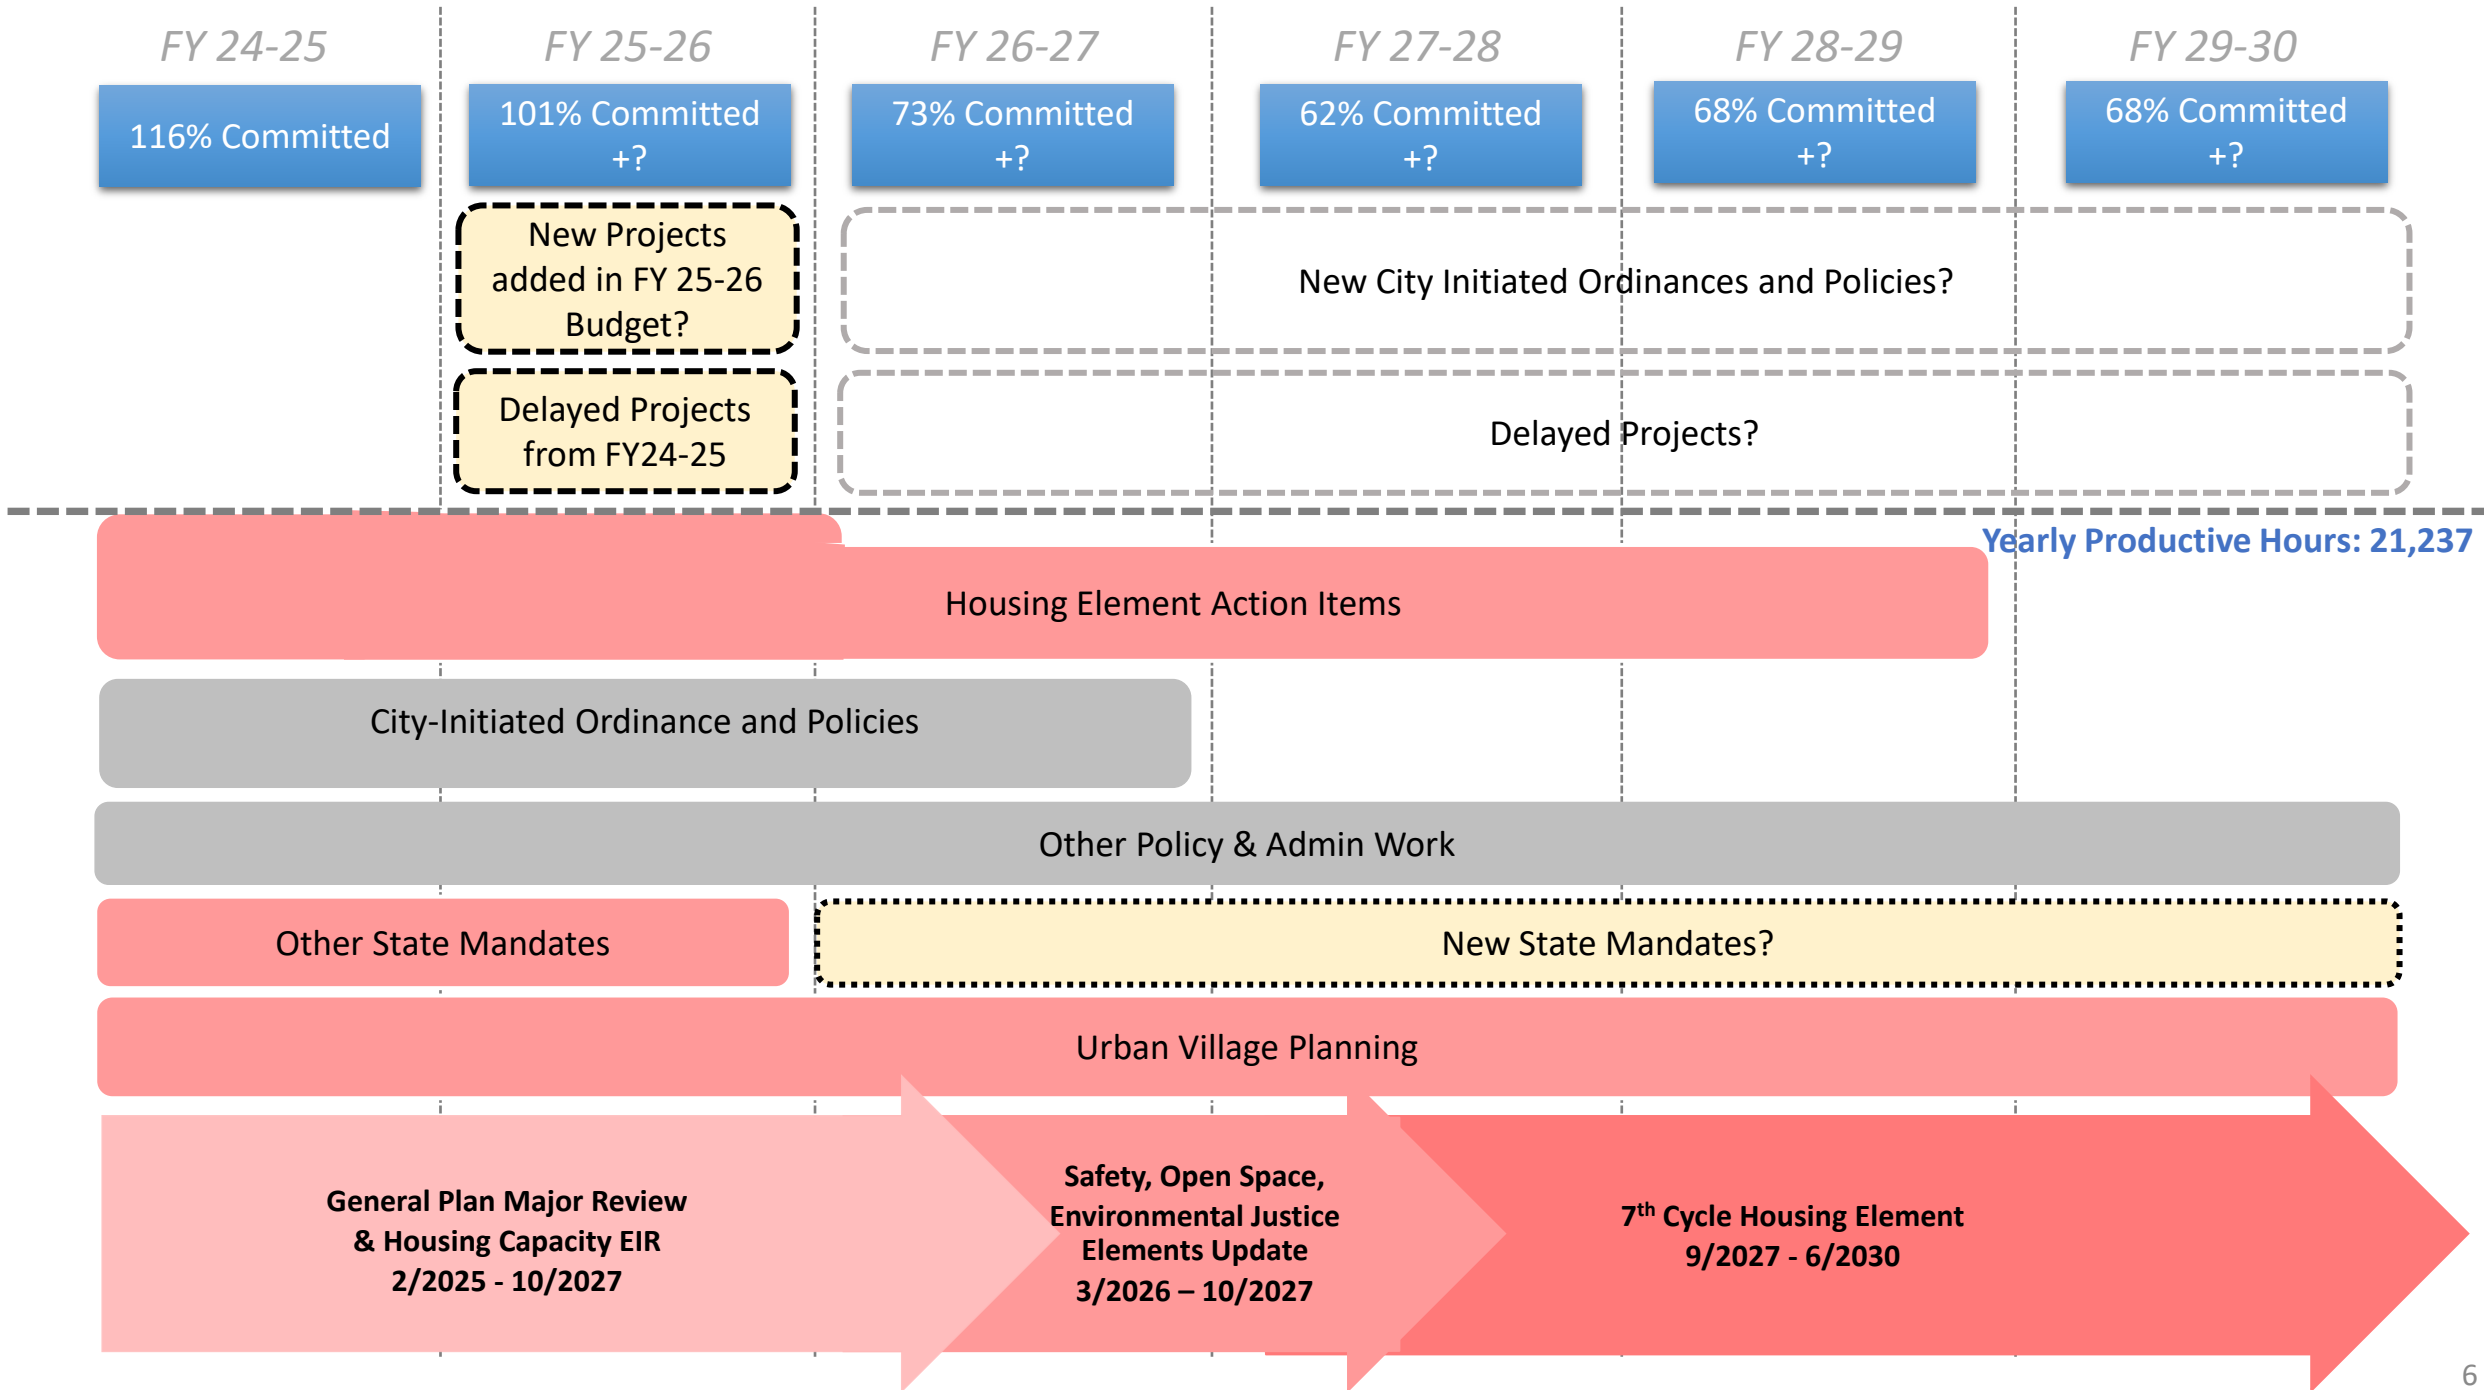 FY 24-25
FY 25-26
FY 26-27
FY 27-28
FY 28-29
FY 29-30
116% Committed
101% Committed
+?
73% Committed
+?
62% Committed
+?
68% Committed
+?
68% Committed
+?
New Projects
added in FY 25-26
Budget?
New City Initiated Ordinances and Policies?
Delayed Projects
from FY24-25
Delayed Projects?
Yearly Productive Hours: 21,237
Housing Element Action Items
City-Initiated Ordinance and Policies
Other Policy & Admin Work
Other State Mandates
New State Mandates?
Urban Village Planning
General Plan Major Review
& Housing Capacity EIR
2/2025 - 10/2027
Safety, Open Space,
Environmental Justice
Elements Update
3/2026 – 10/2027
7th Cycle Housing Element
9/2027 - 6/2030
6